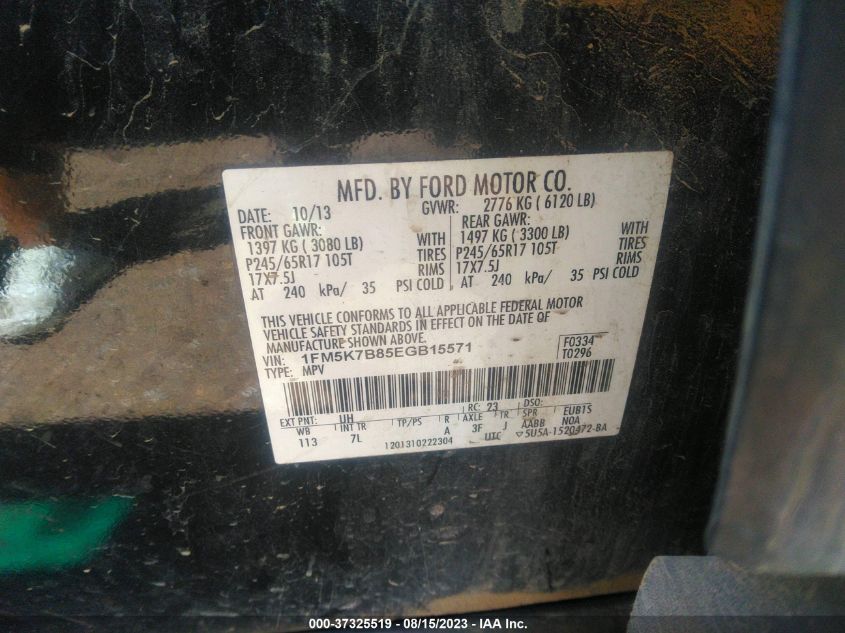 MFD. BY FORD MOTOR CO.
DATE: 10/13 GVWR: 2776 KG ( 6120 LB)
FRONT GAWR: REAR GAWR:
1397 KG ( 3080 LB) WITH 1497 KG ( 3300 LB) WITH
P245/65R17 105T TIRES P245/65R17 105T TIRES
17X7.5J RIMS 17X7.5J RIMS
AT 240 kPa/ 35 PSI COLD AT 240 kPa/ 35 PSI COLD
THIS VEHICLE CONFORMS TO ALL APPLICABLE FEDERAL MOTOR
VEHICLE SAFETY STANDARDS IN EFFECT ON THE DATE OF
MANUFACTURE SHOWN ABOVE.
VIN: 1FM5K7B85EGB15571 F0334
TYPE: MPV T0296
EXT PNT: UH RC: 23 DSO:
WB INT TR TP/PS R AXLE TR SPR EUB1S
113 7L A 3F J AABB N0A
1201310222304 UTC ▽5U5A-1520472-BA
000-37325519 - 08/15/2023 - IAA Inc.